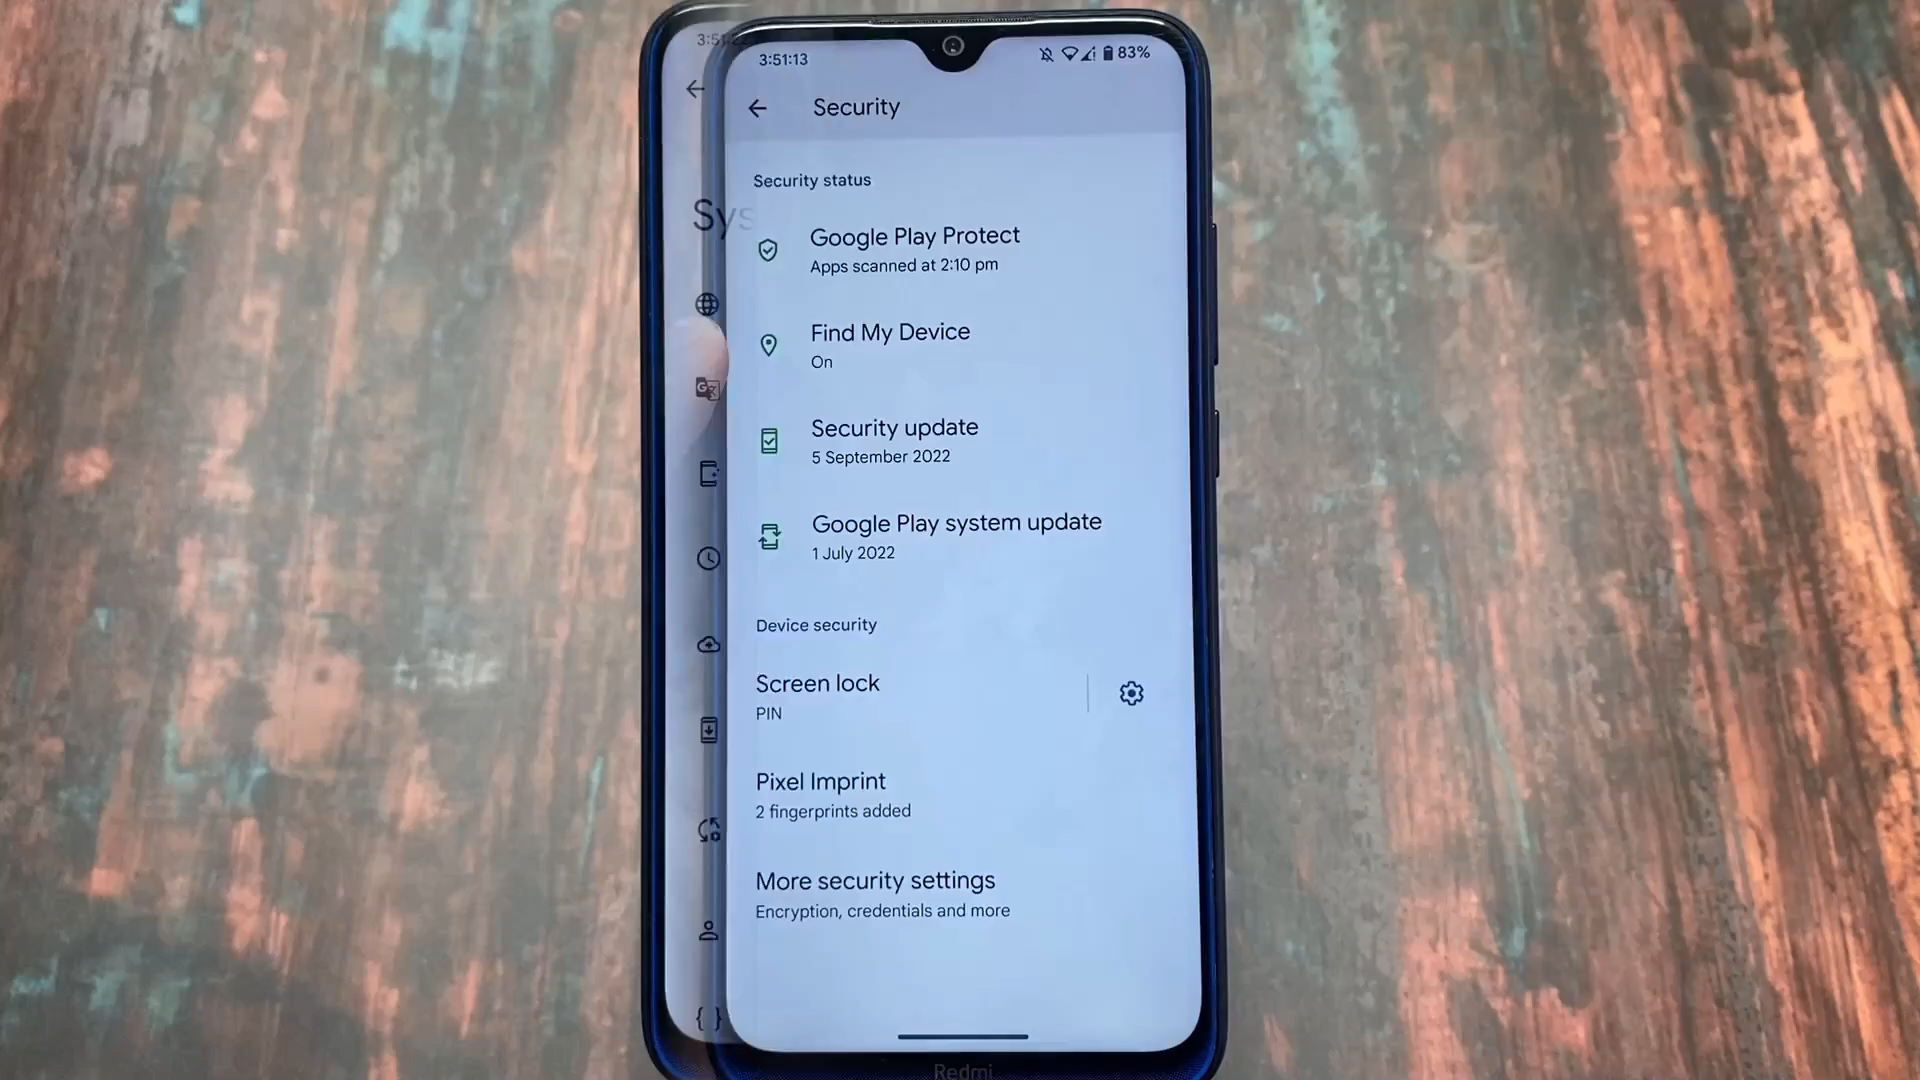 3:51:13
83%
Security
Security status
Sys
Google Play Protect
Apps scanned at 2:10 pm
Find My Device
On
Security update
5 September 2022
Google Play system update
1 July 2022
Device security
Screen lock
PIN
Pixel Imprint
2 fingerprints added
More security settings
Encryption, credentials and more
Redmi